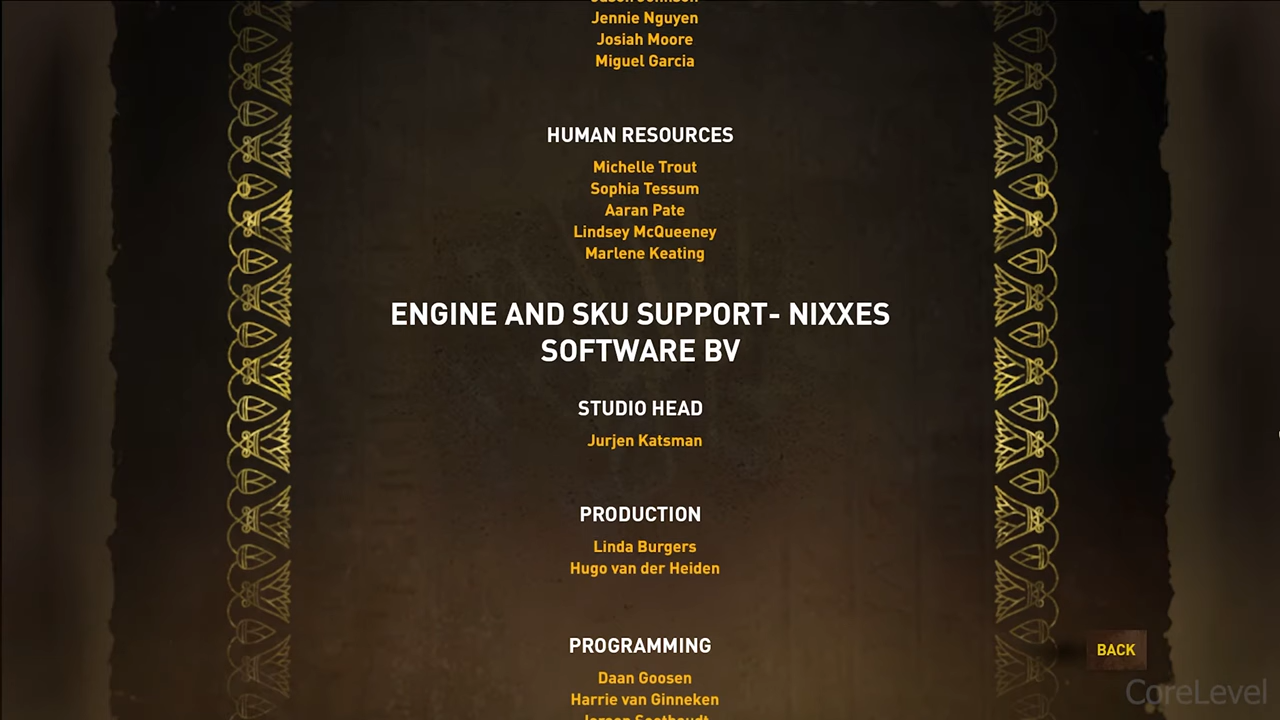 Jennie Nguyen
Josiah Moore
Miguel Garcia
HUMAN RESOURCES
Michelle Trout
Sophia Tessum
Aaran Pate
Lindsey McQueeney
Marlene Keating
ENGINE AND SKU SUPPORT- NIXXES
SOFTWARE BV
STUDIO HEAD
Jurjen Katsman
PRODUCTION
Linda Burgers
Hugo van der Heiden
PROGRAMMING
Daan Goosen
Harrie van Ginneken
BACK
CoreLevel